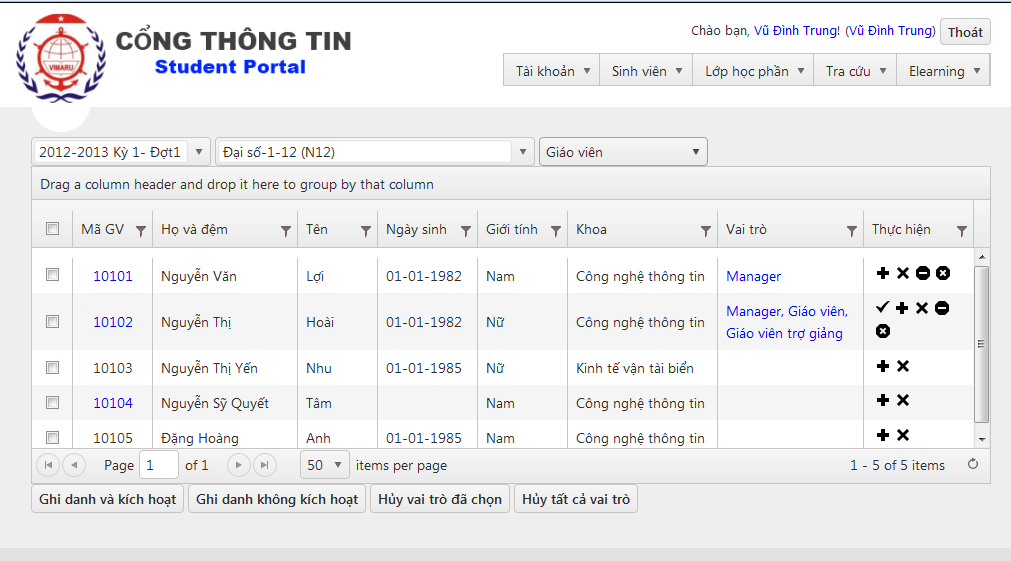 VIMARU
CỔNG THÔNG TIN
Student Portal
Chào bạn, Vũ Đình Trung! (Vũ Đình Trung) Thoát
Tài khoản Sinh viên Lớp học phần Tra cứu Elearning
2012-2013 Kỳ 1- Đợt1 Đại số-1-12 (N12) Giáo viên
Drag a column header and drop it here to group by that column
Mã GV Họ và đệm Tên Ngày sinh Giới tính Khoa Vai trò Thực hiện
10101 Nguyễn Văn Lợi 01-01-1982 Nam Công nghệ thông tin Manager
10102 Nguyễn Thị Hoài 01-01-1982 Nữ Công nghệ thông tin Manager, Giáo viên,
Giáo viên trợ giảng
10103 Nguyễn Thị Yến Nhu 01-01-1985 Nữ Kinh tế vận tải biển
10104 Nguyễn Sỹ Quyết Tâm Nam Công nghệ thông tin
10105 Đặng Hoàng Anh 01-01-1985 Nam Công nghệ thông tin
Page 1 of 1 50 items per page 1 - 5 of 5 items
Ghi danh và kích hoạt Ghi danh không kích hoạt Hủy vai trò đã chọn Hủy tất cả vai trò